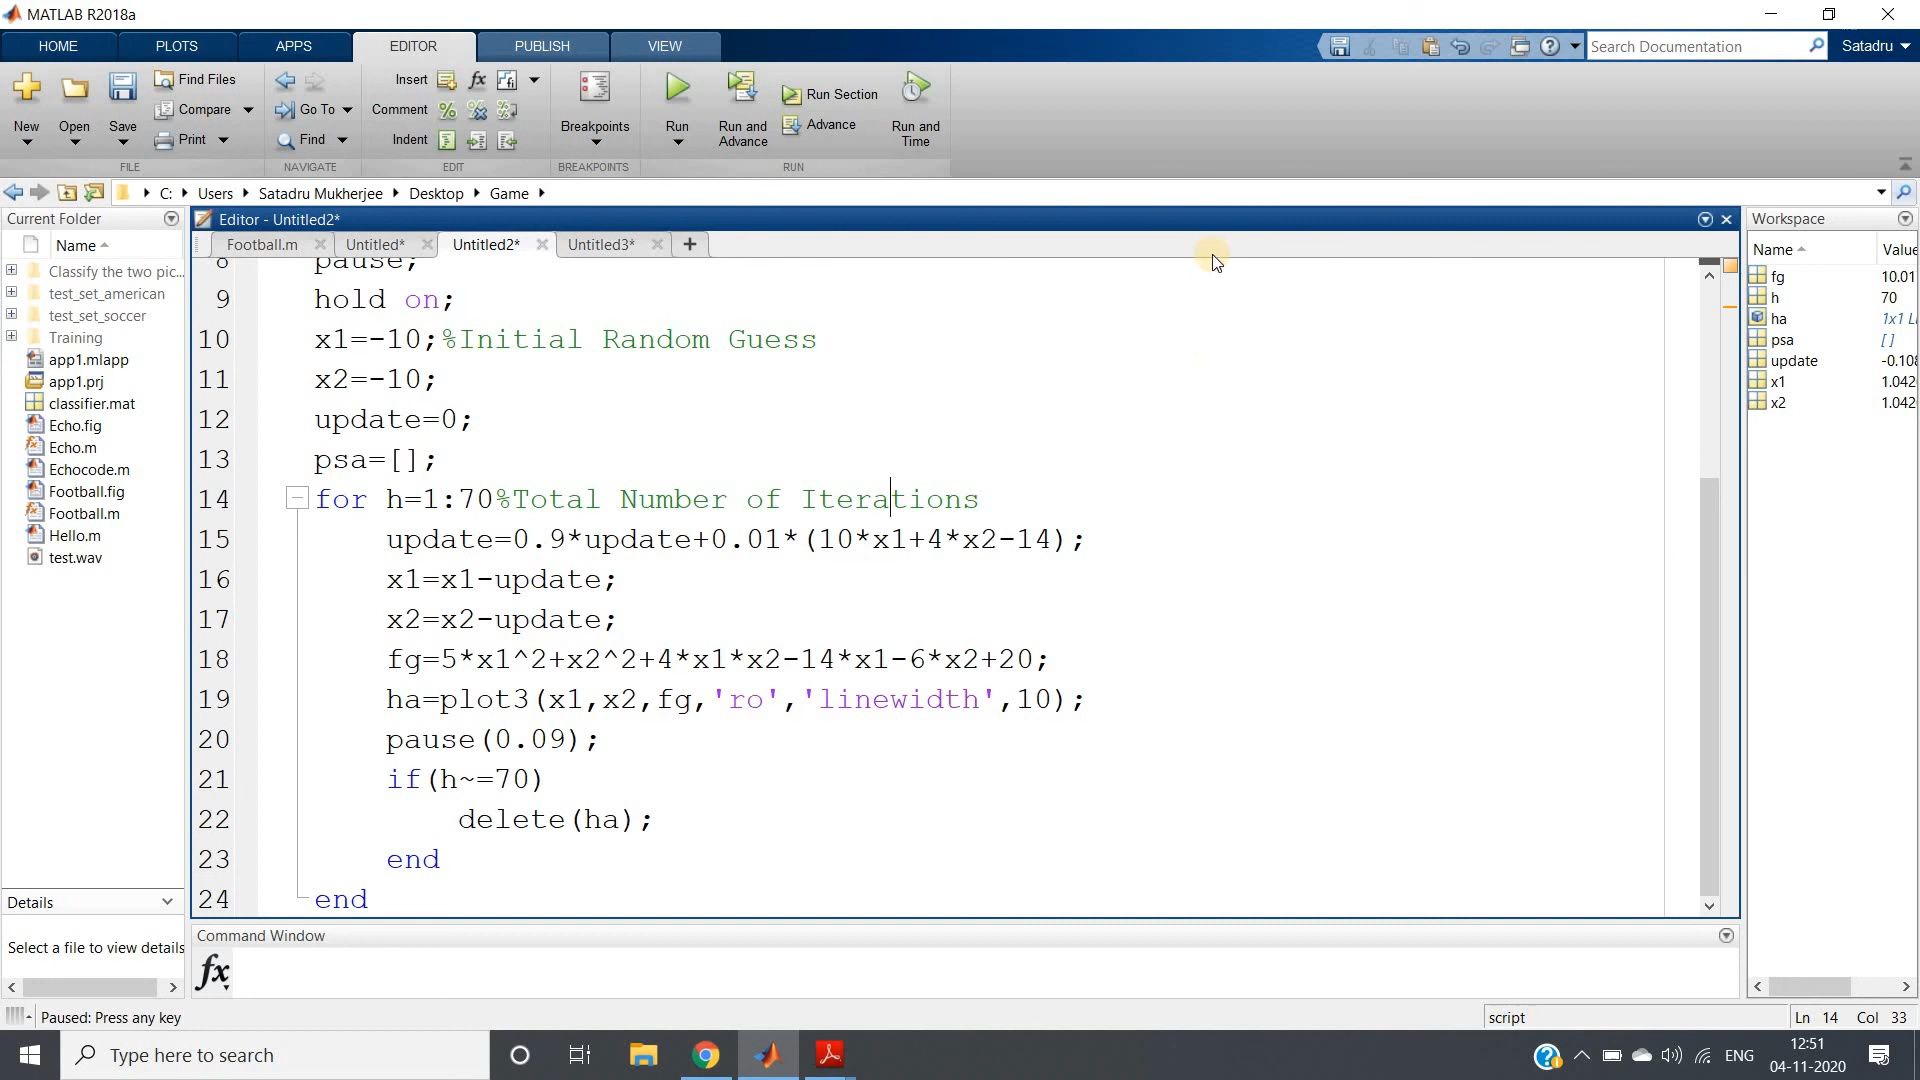 MATLAB R2018a
HOME PLOTS APPS EDITOR PUBLISH VIEW
Search Documentation
Satadru
New
Open
Save
Find Files
Compare
Print
Go To
Find
Insert
Comment
Indent
Breakpoints
Run
Run and Advance
Run Section
Advance
Run and Time
FILE NAVIGATE EDIT BREAKPOINTS RUN
C: Users Satadru Mukherjee Desktop Game
Current Folder
Name
Classify the two pic...
test_set_american
test_set_soccer
Training
app1.mlapp
app1.prj
classifier.mat
Echo.fig
Echo.m
Echocode.m
Football.fig
Football.m
Hello.m
test.wav
Details
Select a file to view details
Editor - Untitled2*
Football.m Untitled* Untitled2* Untitled3* +
8 pause;
9 hold on;
10 x1=-10;%Initial Random Guess
11 x2=-10;
12 update=0;
13 psa=[];
14 for h=1:70%Total Number of Iterations
15 update=0.9*update+0.01*(10*x1+4*x2-14);
16 x1=x1-update;
17 x2=x2-update;
18 fg=5*x1^2+x2^2+4*x1*x2-14*x1-6*x2+20;
19 ha=plot3(x1,x2,fg,'ro','linewidth',10);
20 pause(0.09);
21 if(h~=70)
22 delete(ha);
23 end
24 end
Command Window
fx
Workspace
Name Value
fg 10.01
h 70
ha 1x1 L
psa []
update -0.108
x1 1.042
x2 1.042
Paused: Press any key
script
Ln 14 Col 33
Type here to search
ENG
12:51
04-11-2020